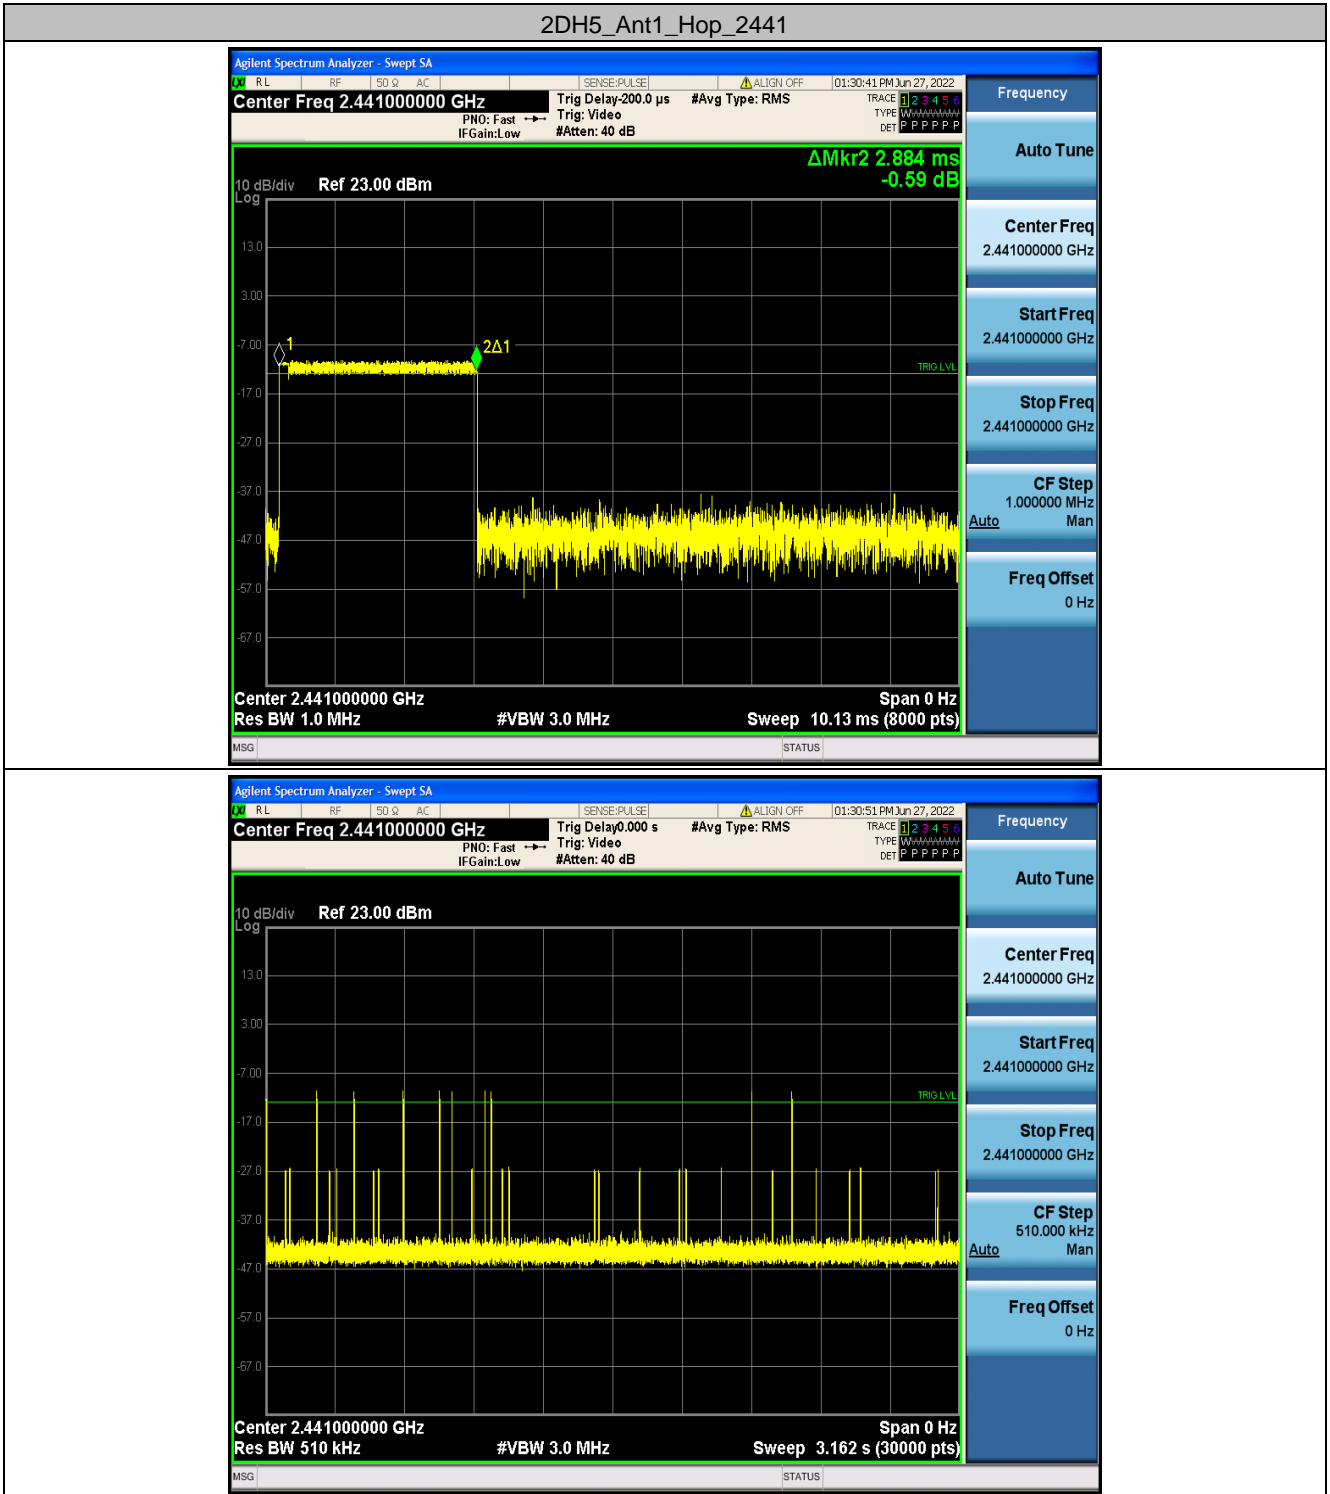 2DH5_Ant1_Hop_2441
Agilent Spectrum Analyzer - Swept SA
LXI RL RF 50 Ω AC SENSE:PULSE ALIGN OFF 01:30:41 PM Jun 27, 2022
Center Freq 2.441000000 GHz
PNO: Fast
IFGain:Low
Trig Delay-200.0 µs
Trig: Video
#Atten: 40 dB
#Avg Type: RMS
TRACE 1 2 3 4 5 6
TYPE W
DET P P P P P P
Frequency
Auto Tune
Center Freq
2.441000000 GHz
Start Freq
2.441000000 GHz
Stop Freq
2.441000000 GHz
CF Step
1.000000 MHz
Auto Man
Freq Offset
0 Hz
ΔMkr2 2.884 ms
-0.59 dB
10 dB/div Ref 23.00 dBm
Log
13.0
3.00
-7.00
-17.0
-27.0
-37.0
-47.0
-57.0
-67.0
1
2Δ1
TRIG LVL
Center 2.441000000 GHz Span 0 Hz
Res BW 1.0 MHz #VBW 3.0 MHz Sweep 10.13 ms (8000 pts)
MSG STATUS
Agilent Spectrum Analyzer - Swept SA
LXI RL RF 50 Ω AC SENSE:PULSE ALIGN OFF 01:30:51 PM Jun 27, 2022
Center Freq 2.441000000 GHz
PNO: Fast
IFGain:Low
Trig Delay0.000 s
Trig: Video
#Atten: 40 dB
#Avg Type: RMS
TRACE 1 2 3 4 5 6
TYPE W
DET P P P P P P
Frequency
Auto Tune
Center Freq
2.441000000 GHz
Start Freq
2.441000000 GHz
Stop Freq
2.441000000 GHz
CF Step
510.000 kHz
Auto Man
Freq Offset
0 Hz
10 dB/div Ref 23.00 dBm
Log
13.0
3.00
-7.00
-17.0
-27.0
-37.0
-47.0
-57.0
-67.0
TRIG LVL
Center 2.441000000 GHz Span 0 Hz
Res BW 510 kHz #VBW 3.0 MHz Sweep 3.162 s (30000 pts)
MSG STATUS